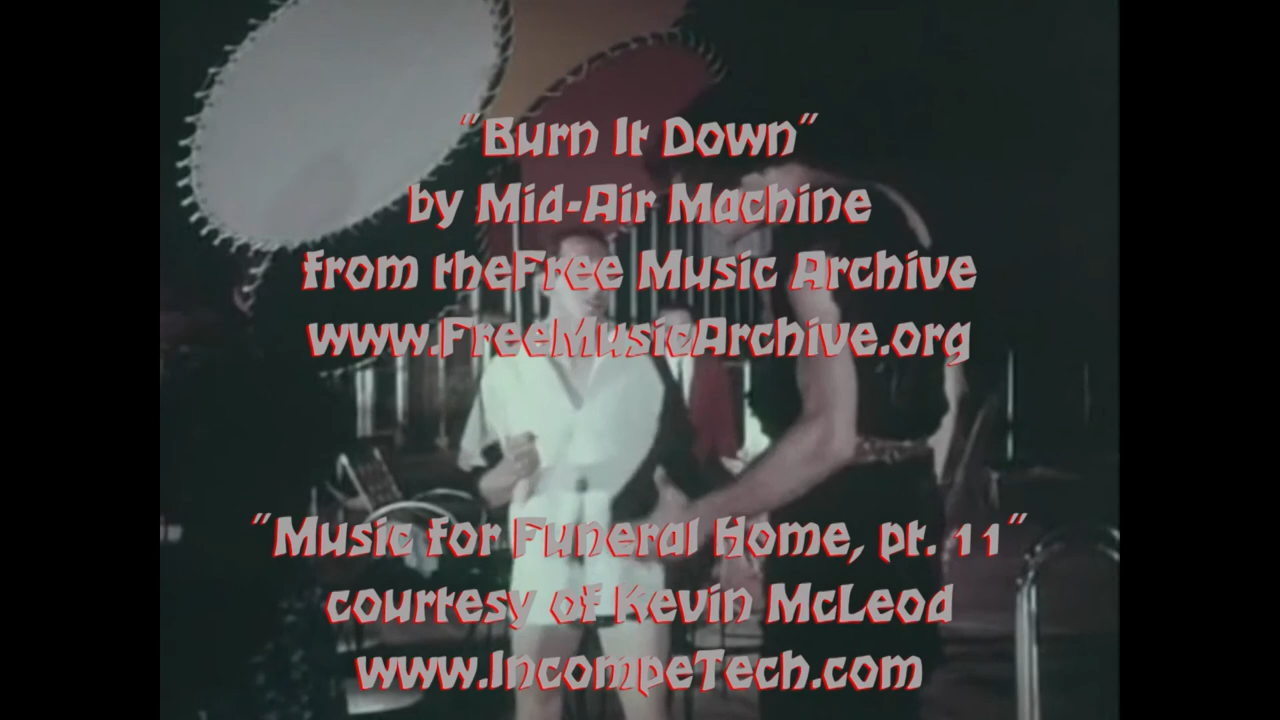 "Burn It Down"
by Mid-Air Machine
from theFree Music Archive
www.FreeMusicArchive.org
"Music for Funeral Home, pt. 11"
courtesy of Kevin McLeod
www.IncompeTech.com